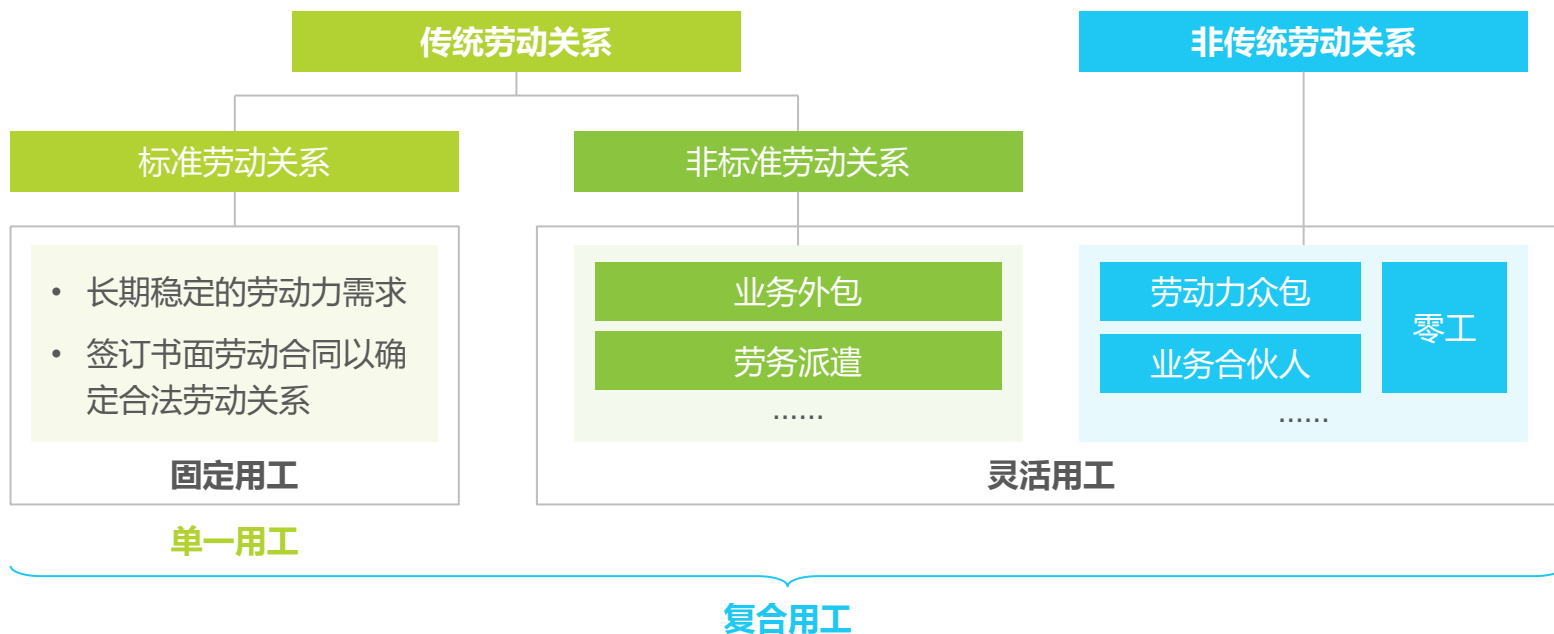 传统劳动关系
非传统劳动关系
标准劳动关系
非标准劳动关系
• 长期稳定的劳动力需求
• 签订书面劳动合同以确
定合法劳动关系
固定用工
单一用工
业务外包
劳务派遣
......
劳动力众包
业务合伙人
零工
......
灵活用工
复合用工